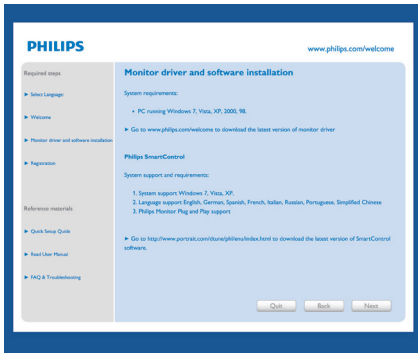 PHILIPS
www.philips.com/welcome
Required steps
► Select Language:
► Welcome
► Monitor driver and software installation
► Registration
Reference materials
► Quick Setup Guide
► Read User Manual
► FAQ & Troubleshooting
Monitor driver and software installation
System requirements:
• PC running Windows 7, Vista, XP, 2000, 98.
► Go to www.philips.com/welcome to download the latest version of monitor driver
Philips SmartControl
System support and requirements:
1. System support Windows 7, Vista, XP.
2. Language support English, German, Spanish, French, Italian, Russian, Portuguese, Simplified Chinese
3. Philips Monitor Plug and Play support
► Go to http://www.portrait.com/dtune/phl/enu/index.html to download the latest version of SmartControl
software.
Quit
Back
Next